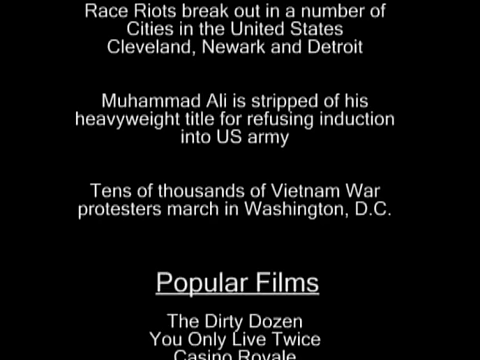 Race Riots break out in a number of
Cities in the United States
Cleveland, Newark and Detroit
Muhammad Ali is stripped of his
heavyweight title for refusing induction
into US army
Tens of thousands of Vietnam War
protesters march in Washington, D.C.
Popular Films
The Dirty Dozen
You Only Live Twice
Casino Royale